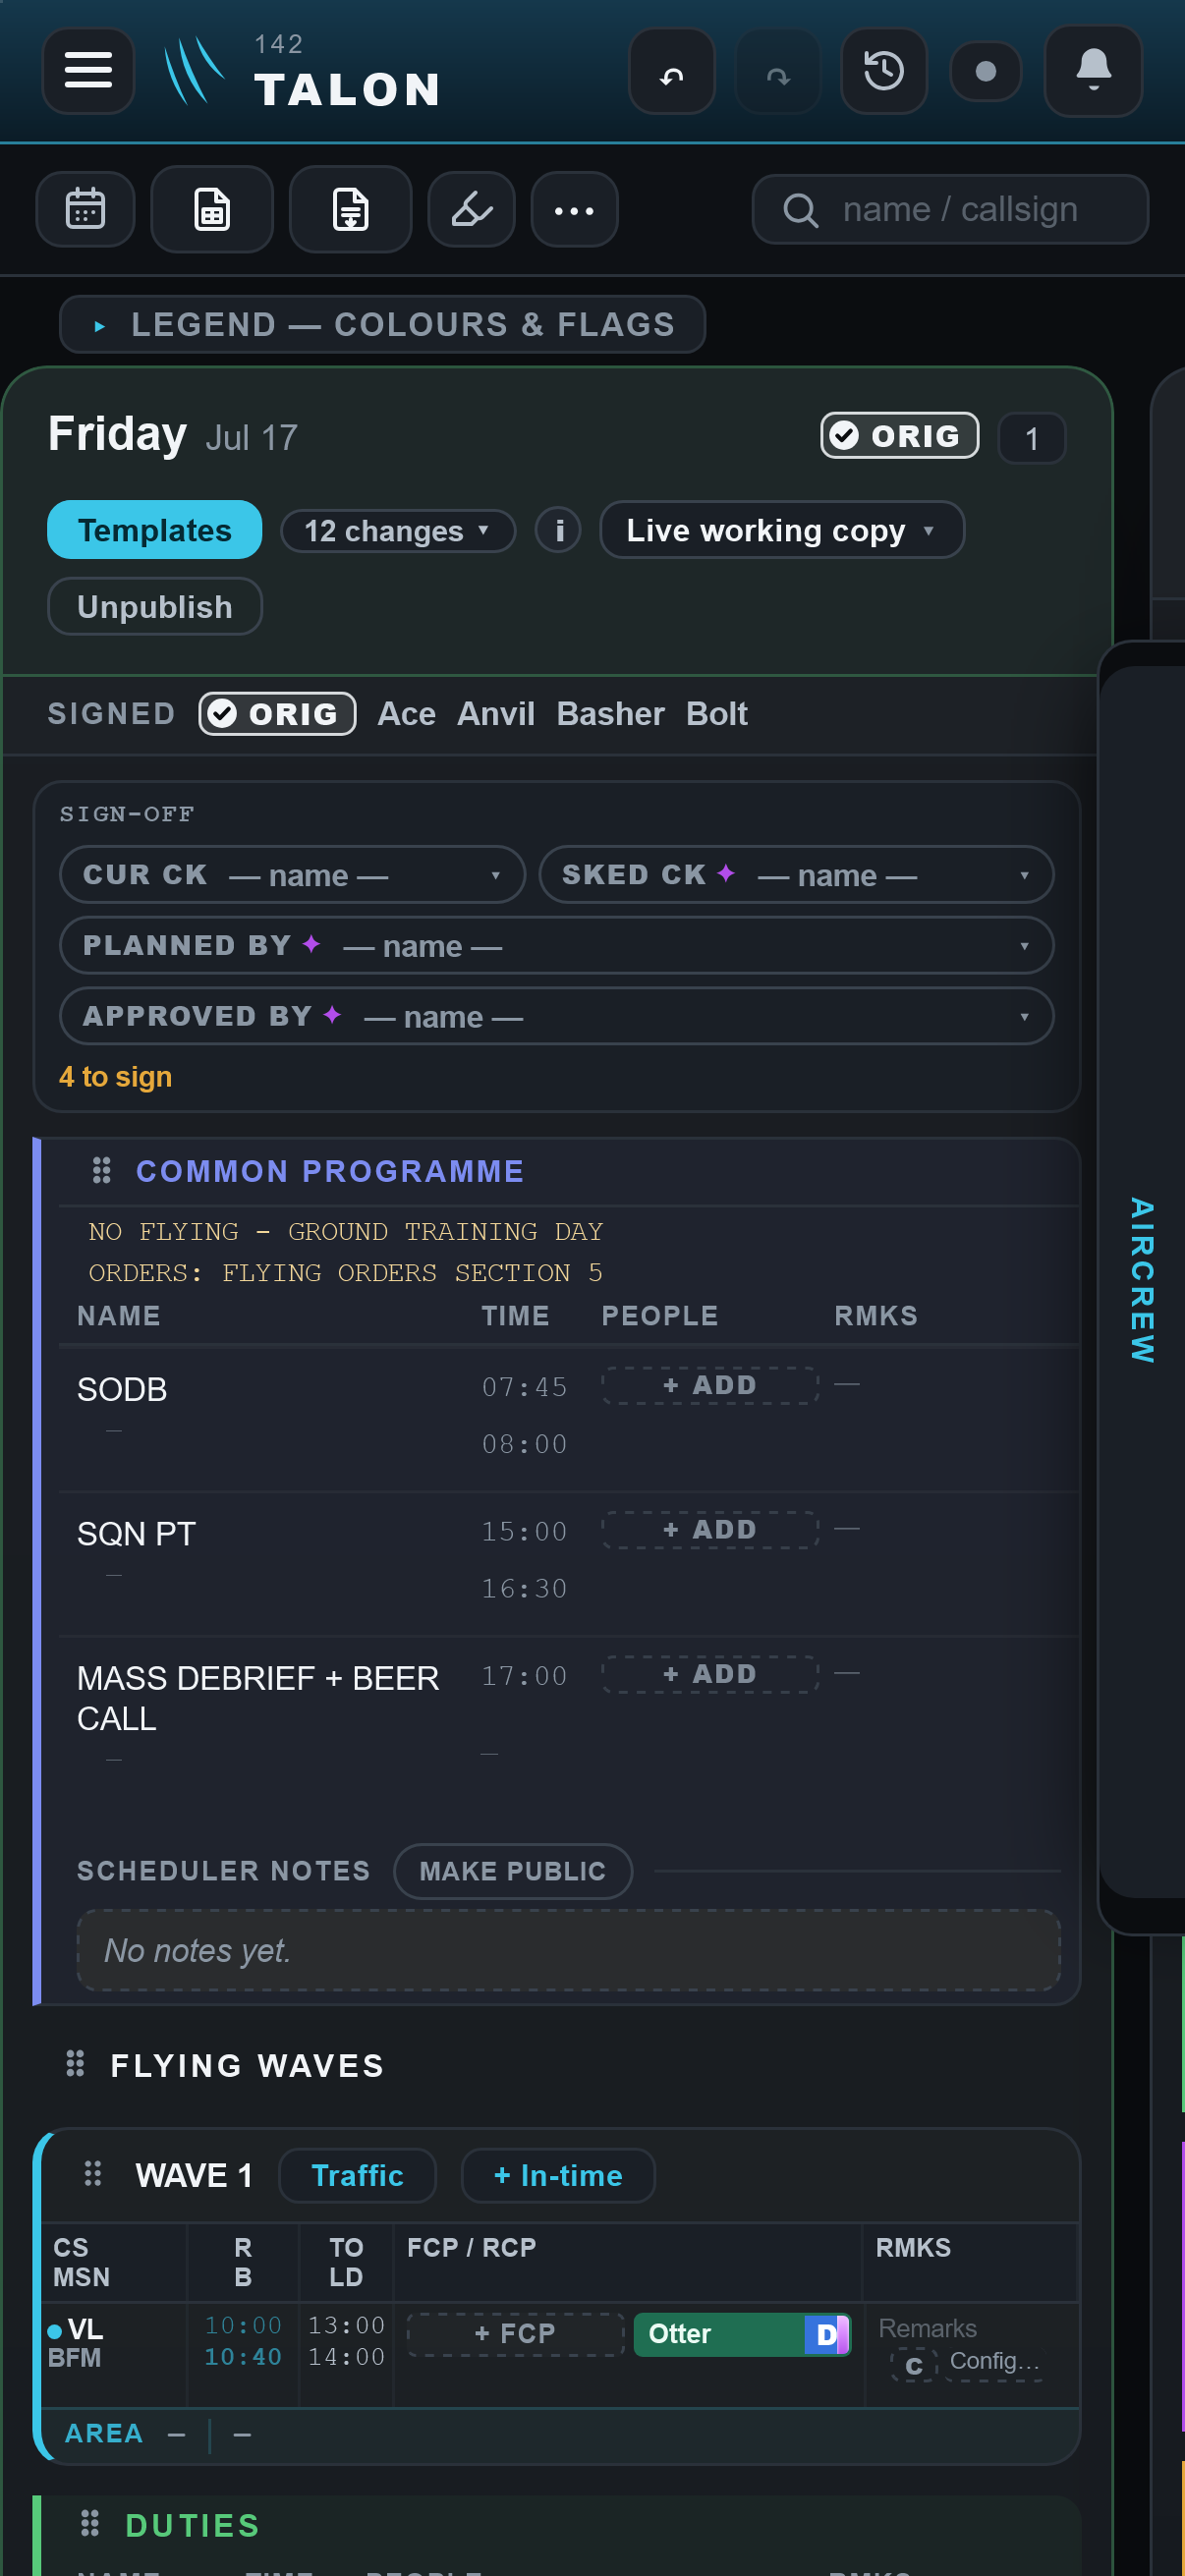 142
TALON
name / callsign
LEGEND — COLOURS & FLAGS
Friday Jul 17 ORIG 1
Templates 12 changes i Live working copy
Unpublish
SIGNED ORIG Ace Anvil Basher Bolt
SIGN-OFF
CUR CK — name — SKED CK — name —
PLANNED BY — name —
APPROVED BY — name —
4 to sign
AIRCREW
COMMON PROGRAMME
NO FLYING - GROUND TRAINING DAY
ORDERS: FLYING ORDERS SECTION 5
NAME TIME PEOPLE RMKS
SODB 07:45 + ADD —
— 08:00
SQN PT 15:00 + ADD —
— 16:30
MASS DEBRIEF + BEER 17:00 + ADD —
CALL
— —
SCHEDULER NOTES MAKE PUBLIC
No notes yet.
FLYING WAVES
WAVE 1 Traffic + In-time
CS R TO FCP / RCP RMKS
MSN B LD
VL 10:00 13:00 + FCP Otter D Remarks
BFM 10:40 14:00 C Config...
AREA — | —
DUTIES